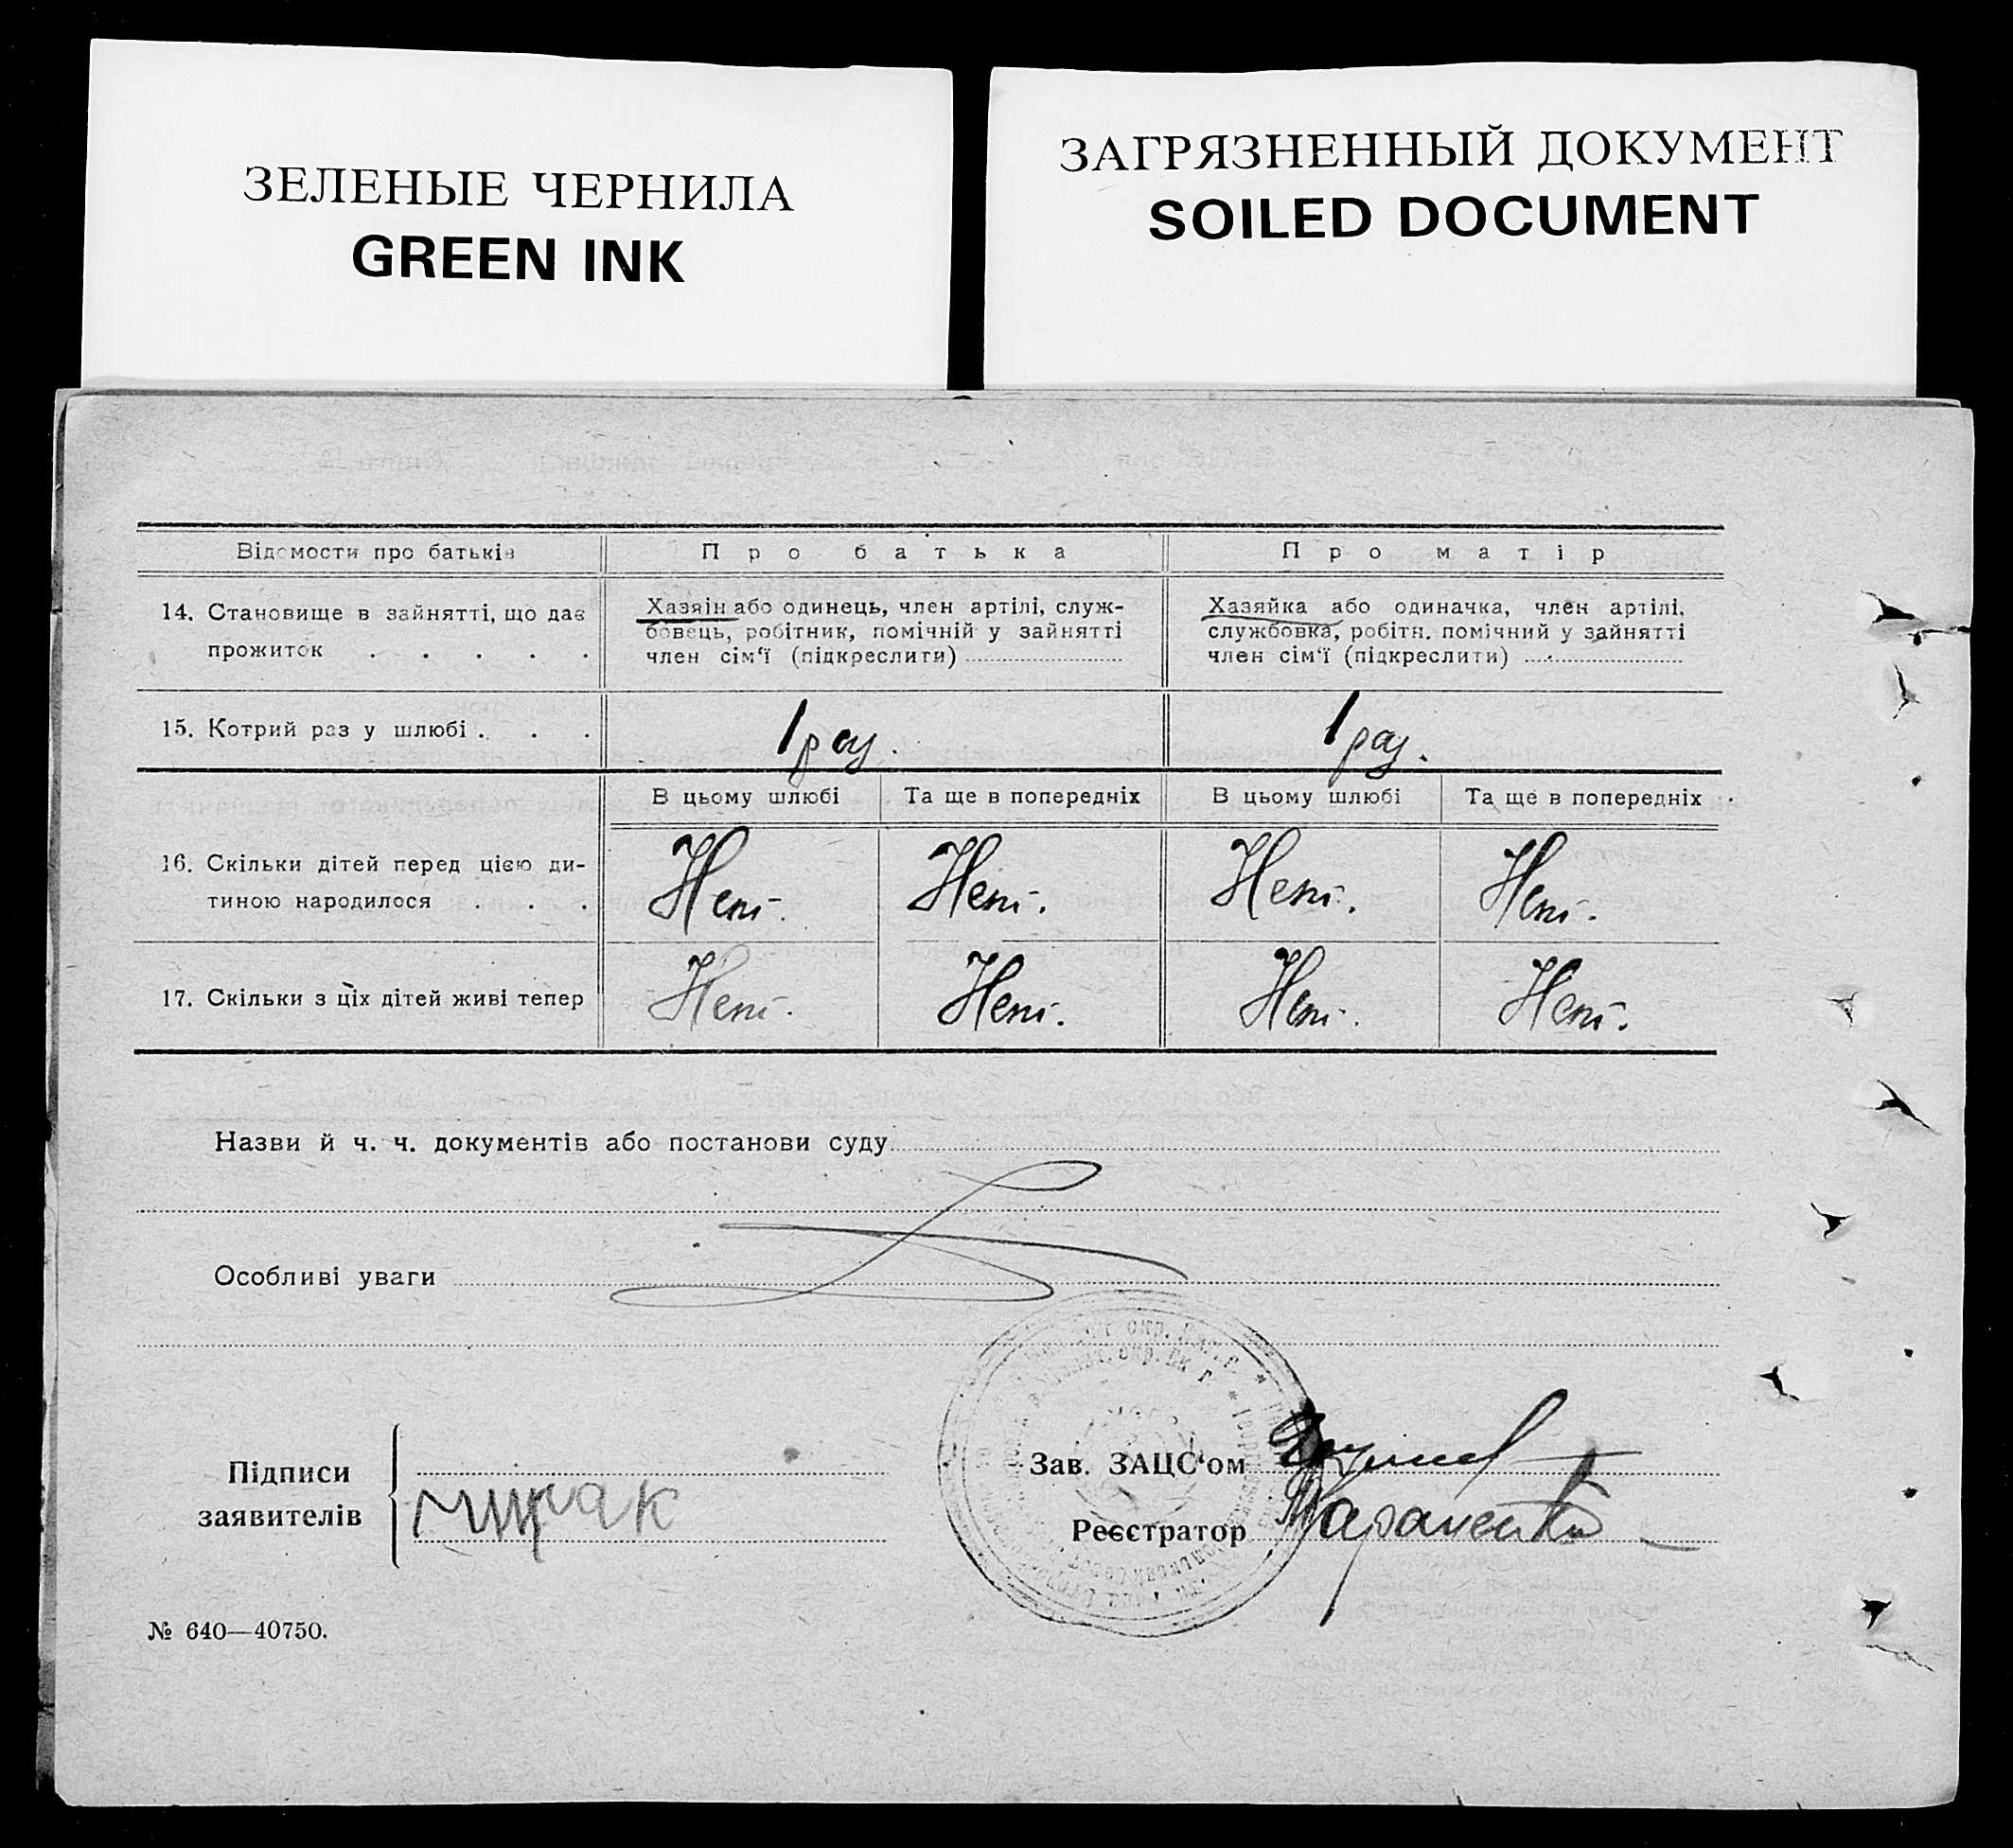 ЗЕЛЕНЫЕ ЧЕРНИЛА
GREEN INK
ЗАГРЯЗНЕННЫЙ ДОКУМЕНТ
SOILED DOCUMENT
Відомости про батьків
Про батька
Про матір
14. Становище в зайнятті, що дає
прожиток . . . . .
Хазяін або одинець, член артілі, служ-
бовець, робітник, помічній у зайнятті
член сім'ї (підкреслити)
Хазяйка або одиначка, член артілі,
службовка, робітн. помічний у зайнятті
член сім'ї (підкреслити)
15. Котрий раз у шлюбі . . .
1 раз.
1 раз.
В цьому шлюбі
Та ще в попередніх
В цьому шлюбі
Та ще в попередніх
16. Скільки дітей перед цією ди-
тиною народилося . . .
Нет.
Нет.
Нет.
Нет.
17. Скільки з ціх дітей живі тепер
Нет.
Нет.
Нет.
Нет.
Назви й ч. ч. документів або постанови суду
Особливі уваги
Підписи
заявителів
Зав. ЗАЦС'ом
Реєстратор
№ 640—40750.